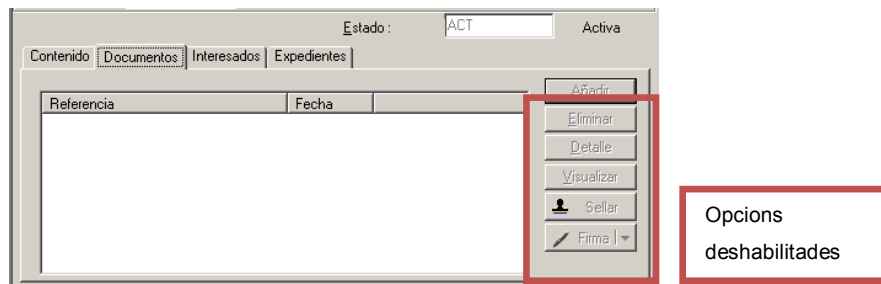 Estado : ACT Activa
Contenido Documentos Interesados Expedientes
Añadir
Referencia Fecha
Eliminar
Detalle
Visualizar
Sellar
Firma
Opcions
deshabilitades